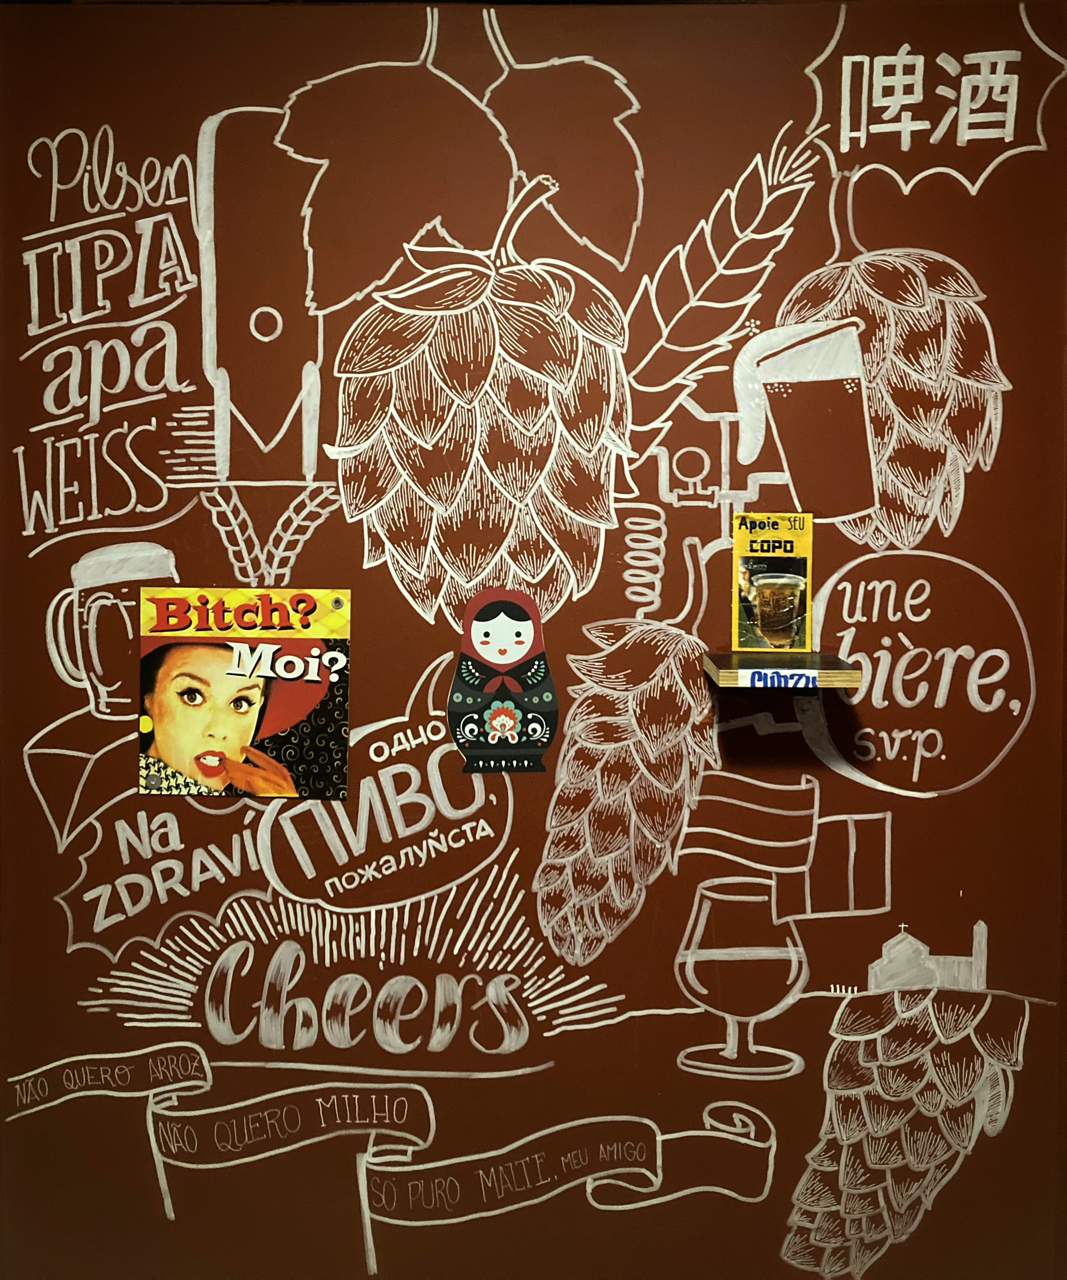 啤酒
Pilsen
IPA
apa
WEISS
Apoie SEU
COPO
Bitch?
Moi?
une
bière,
s.v.p.
одно
ПИВО,
пожалуйста
Na
ZDRAVÍ
Cheers
NÃO QUERO ARROZ
NÃO QUERO MILHO
SÓ PURO MALTE, MEU AMIGO